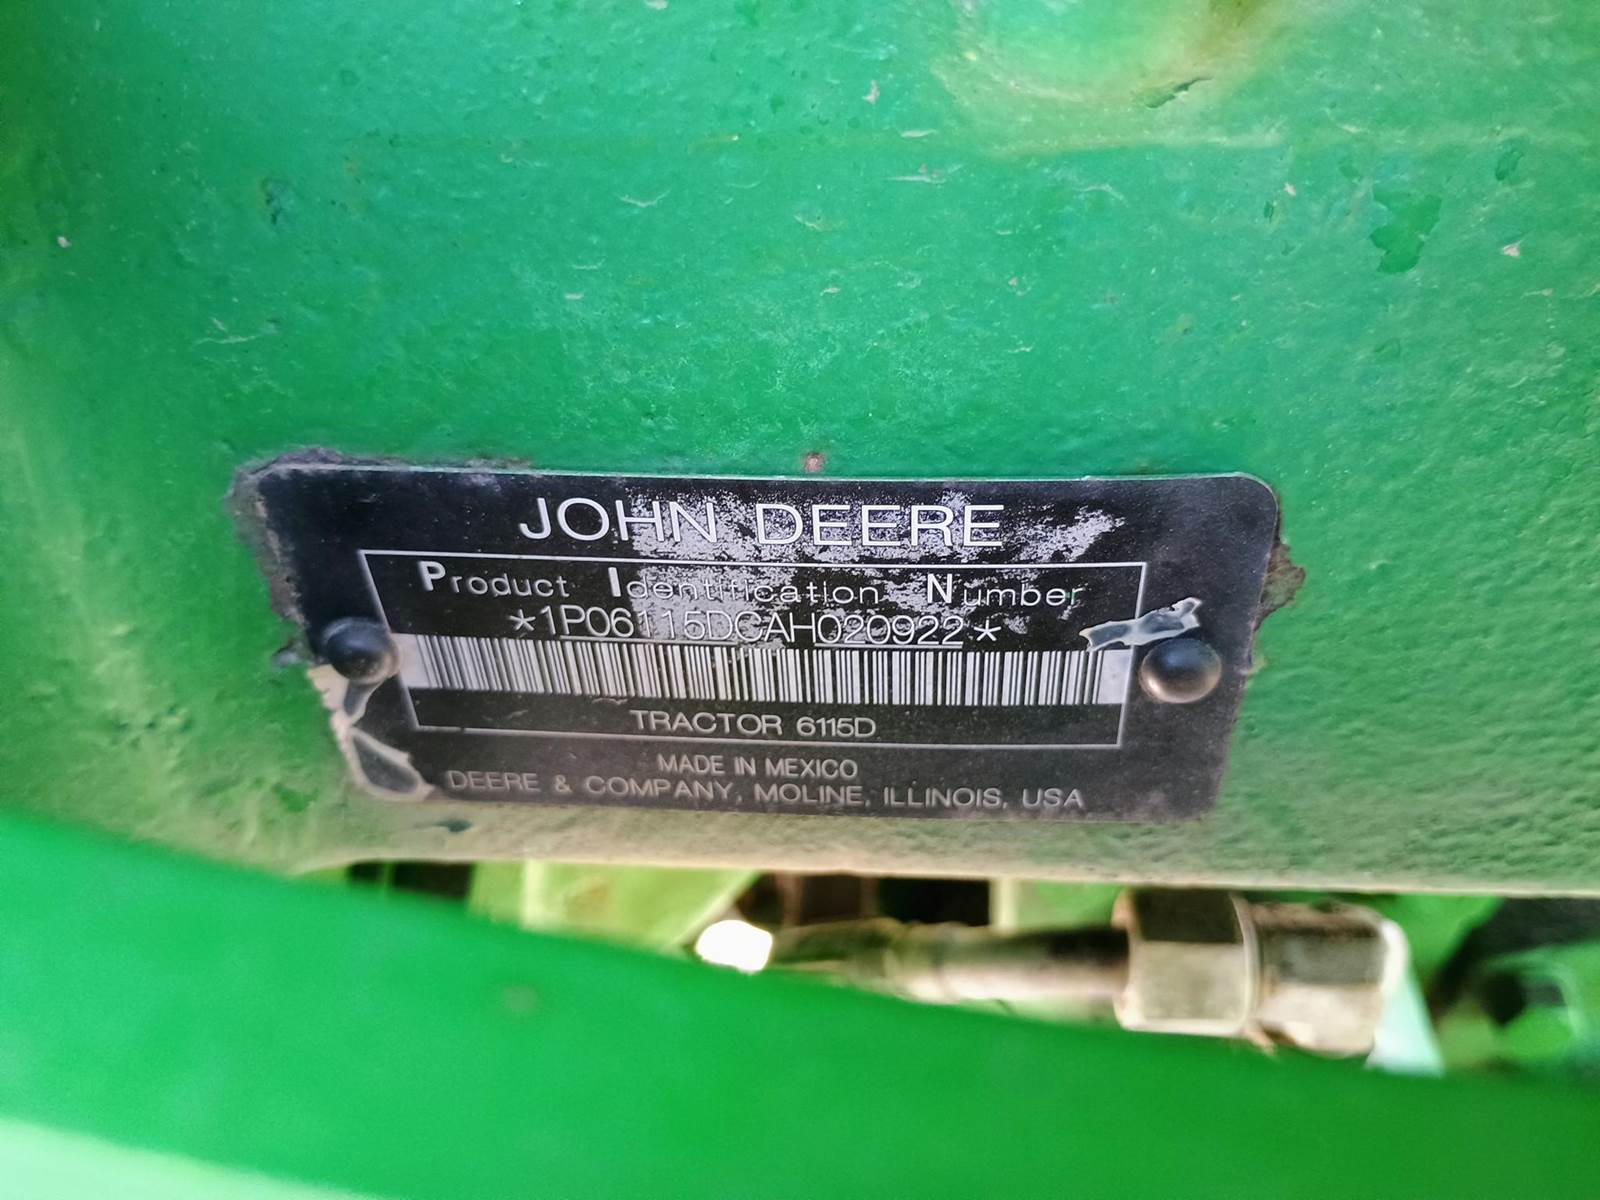 JOHN DEERE
Product Identification Number
*1P06115DCAH020922*
TRACTOR 6115D
MADE IN MEXICO
DEERE & COMPANY, MOLINE, ILLINOIS, USA